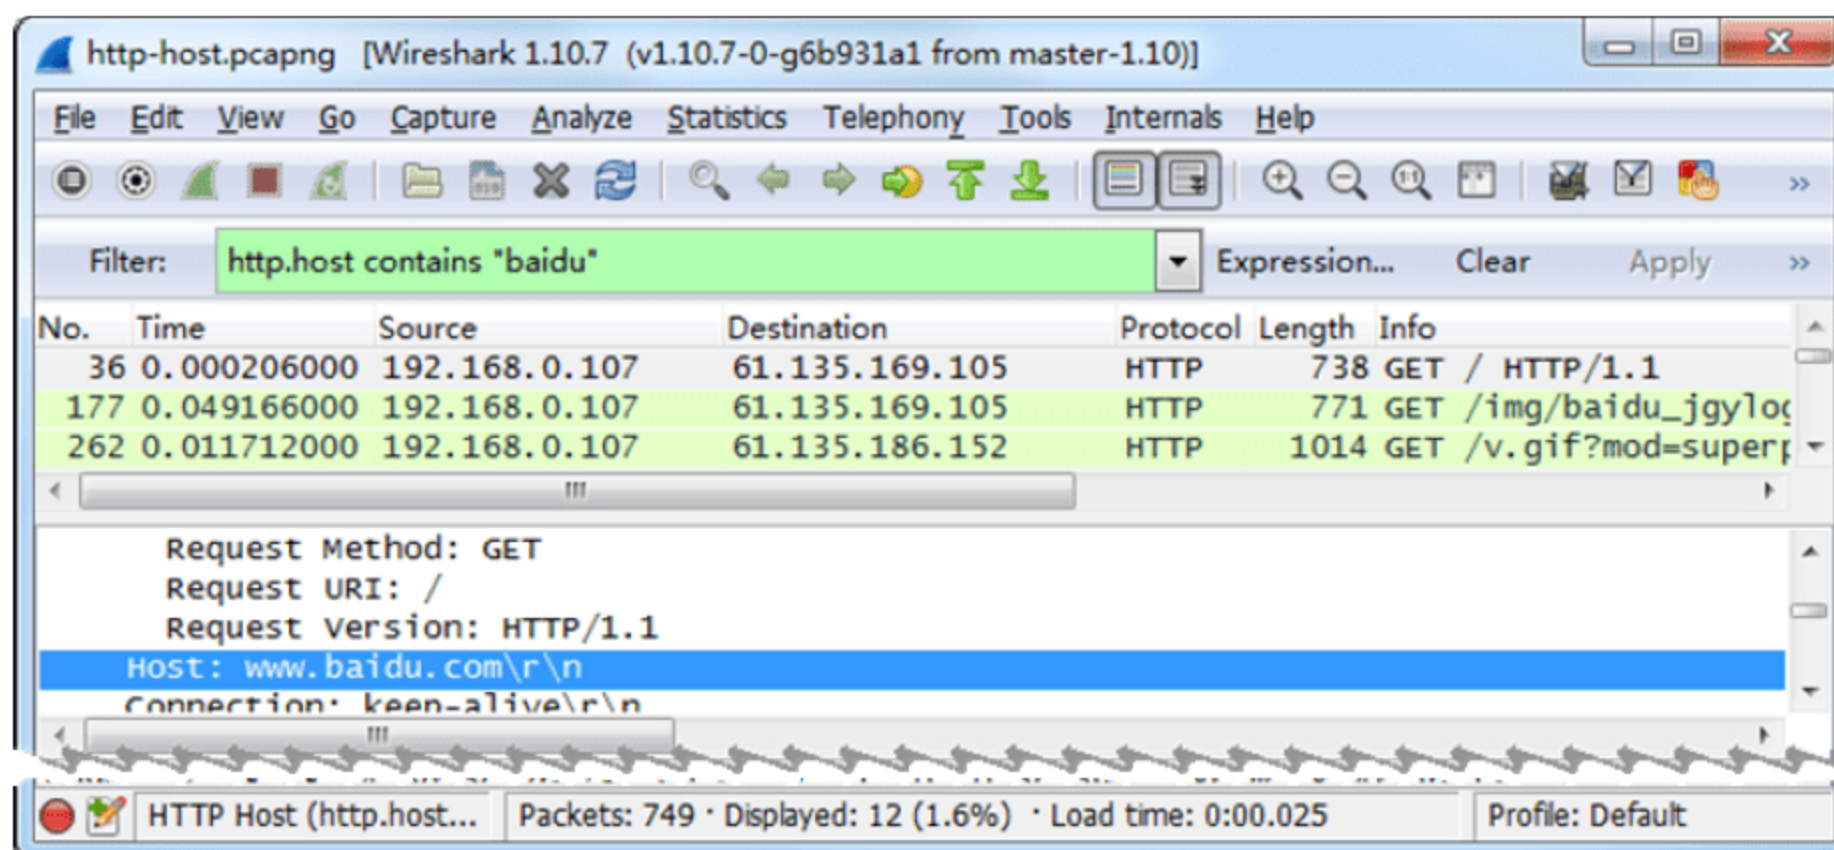 http-host.pcapng [Wireshark 1.10.7 (v1.10.7-0-g6b931a1 from master-1.10)]
File Edit View Go Capture Analyze Statistics Telephony Tools Internals Help
Filter: http.host contains "baidu" Expression... Clear Apply
No. Time Source Destination Protocol Length Info
36 0.000206000 192.168.0.107 61.135.169.105 HTTP 738 GET / HTTP/1.1
177 0.049166000 192.168.0.107 61.135.169.105 HTTP 771 GET /img/baidu_jgylog
262 0.011712000 192.168.0.107 61.135.186.152 HTTP 1014 GET /v.gif?mod=superp
Request Method: GET
Request URI: /
Request Version: HTTP/1.1
Host: www.baidu.com\r\n
Connection: keep-alive\r\n
HTTP Host (http.host... Packets: 749 · Displayed: 12 (1.6%) · Load time: 0:00.025 Profile: Default